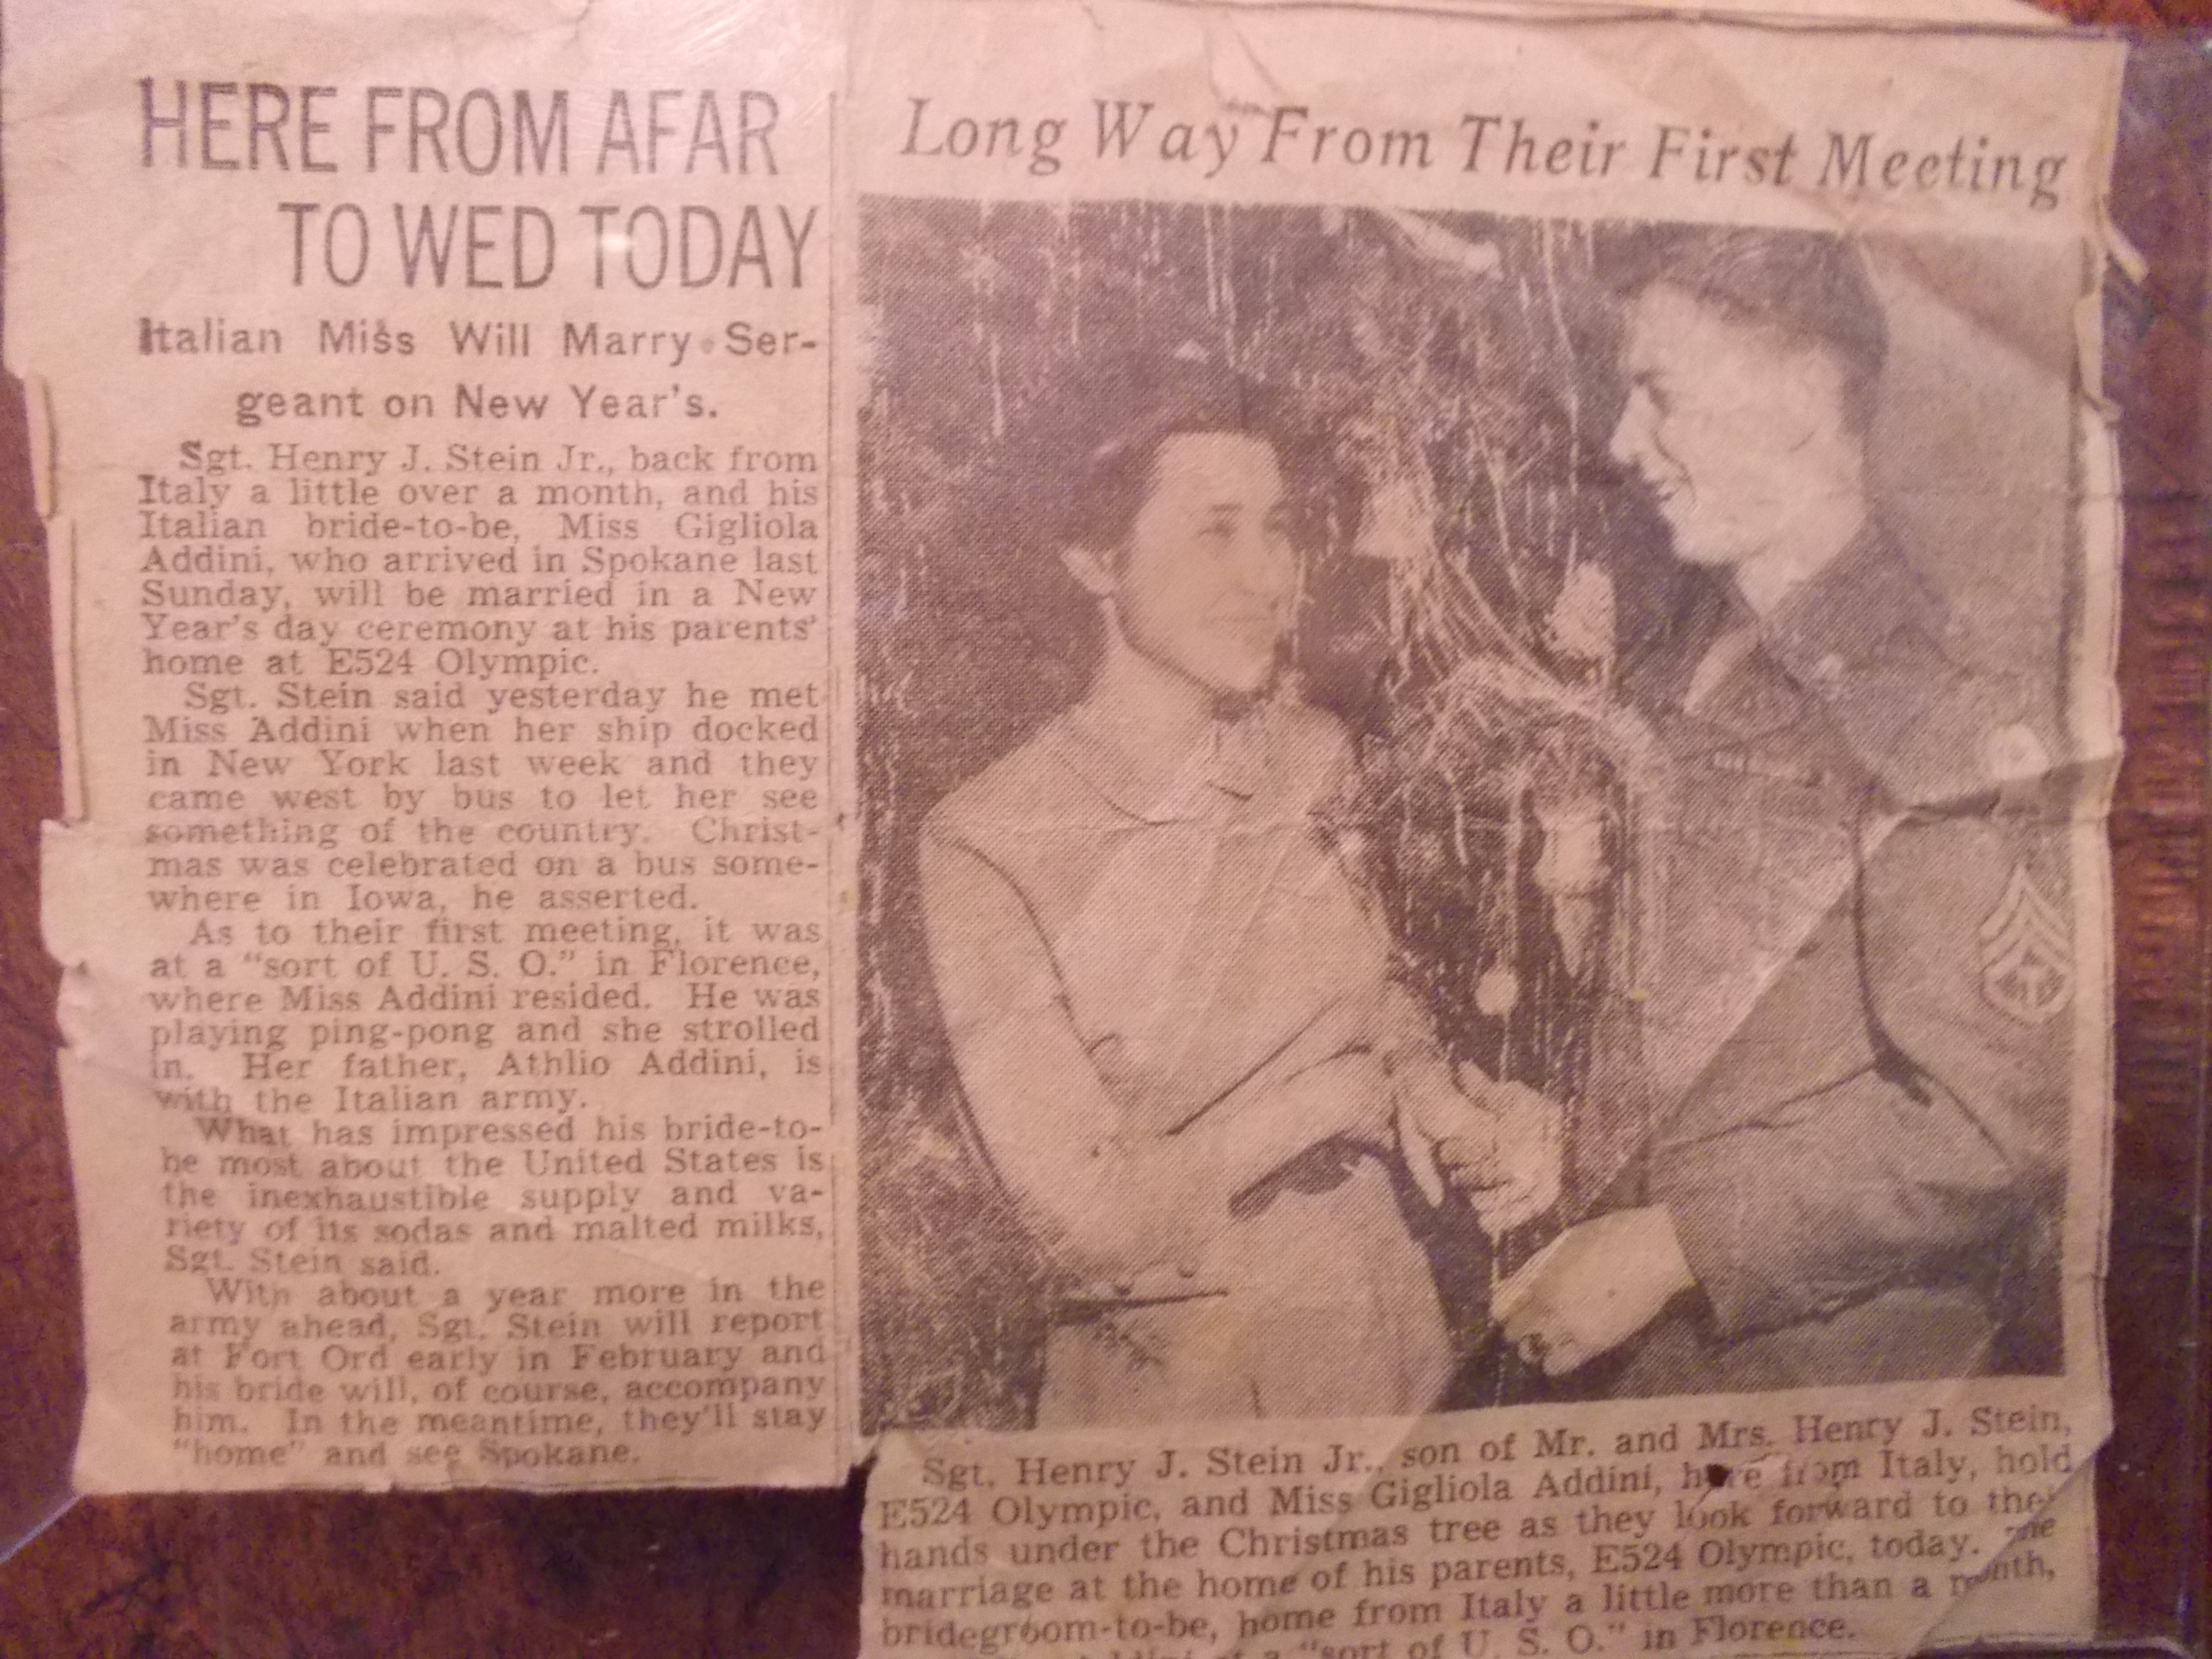 HERE FROM AFAR
TO WED TODAY
Italian Miss Will Marry Ser-
geant on New Year's.
Sgt. Henry J. Stein Jr., back from
Italy a little over a month, and his
Italian bride-to-be, Miss Gigliola
Addini, who arrived in Spokane last
Sunday, will be married in a New
Year's day ceremony at his parents'
home at E524 Olympic.
Sgt. Stein said yesterday he met
Miss Addini when her ship docked
in New York last week and they
came west by bus to let her see
something of the country. Christ-
mas was celebrated on a bus some-
where in Iowa, he asserted.
As to their first meeting, it was
at a "sort of U. S. O." in Florence,
where Miss Addini resided. He was
playing ping-pong and she strolled
in. Her father, Athlio Addini, is
with the Italian army.
What has impressed his bride-to-
be most about the United States is
the inexhaustible supply and va-
riety of its sodas and malted milks,
Sgt. Stein said.
With about a year more in the
army ahead, Sgt. Stein will report
at Fort Ord early in February and
his bride will, of course, accompany
him. In the meantime, they'll stay
"home" and see Spokane.
Long Way From Their First Meeting
Sgt. Henry J. Stein Jr., son of Mr. and Mrs. Henry J. Stein,
E524 Olympic, and Miss Gigliola Addini, here from Italy, hold
hands under the Christmas tree as they look forward to
marriage at the home of his parents, E524 Olympic, today. The
bridegroom-to-be, home from Italy a little more than a month,
Addini at a "sort of U. S. O." in Florence.